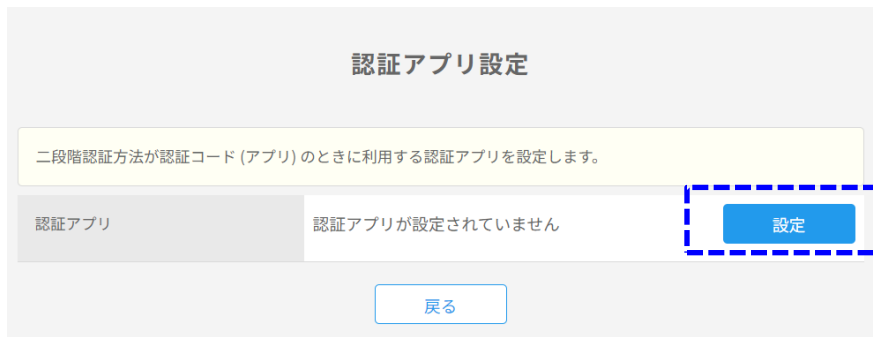 認証アプリ設定
二段階認証方法が認証コード (アプリ) のときに利用する認証アプリを設定します。
認証アプリ 認証アプリが設定されていません 設定
戻る